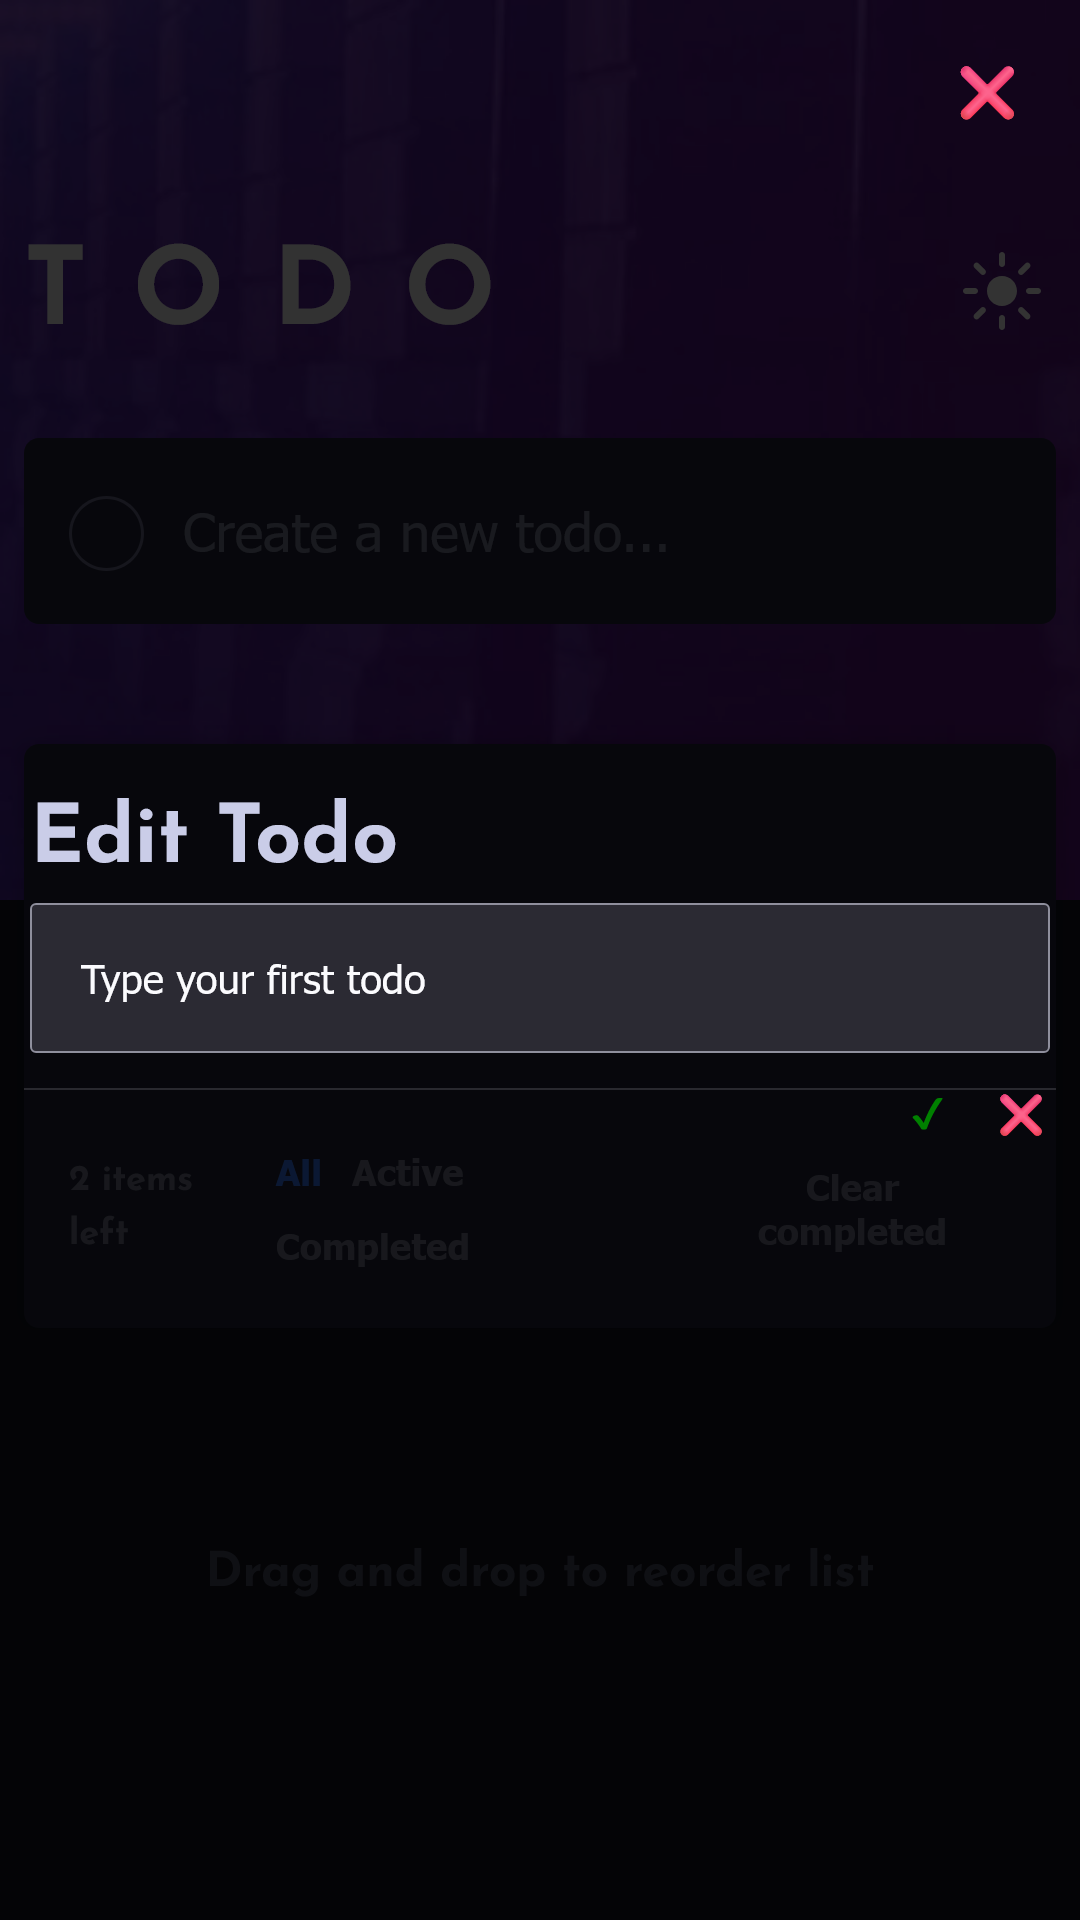 TODO
Create a new todo...
Edit Todo
Type your first todo
2 items left
All Active Completed
Clear completed
Drag and drop to reorder list